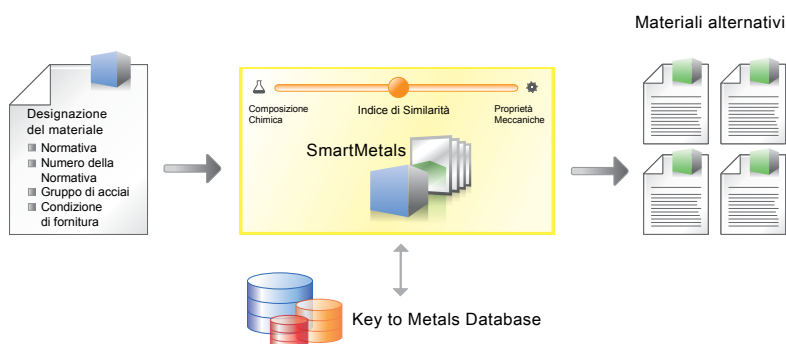 Materiali alternativi
Designazione
del materiale
Normativa
Numero della
Normativa
Gruppo di acciai
Condizione
di fornitura
Composizione
Chimica
Indice di Similarità
Proprietà
Meccaniche
SmartMetals
Key to Metals Database